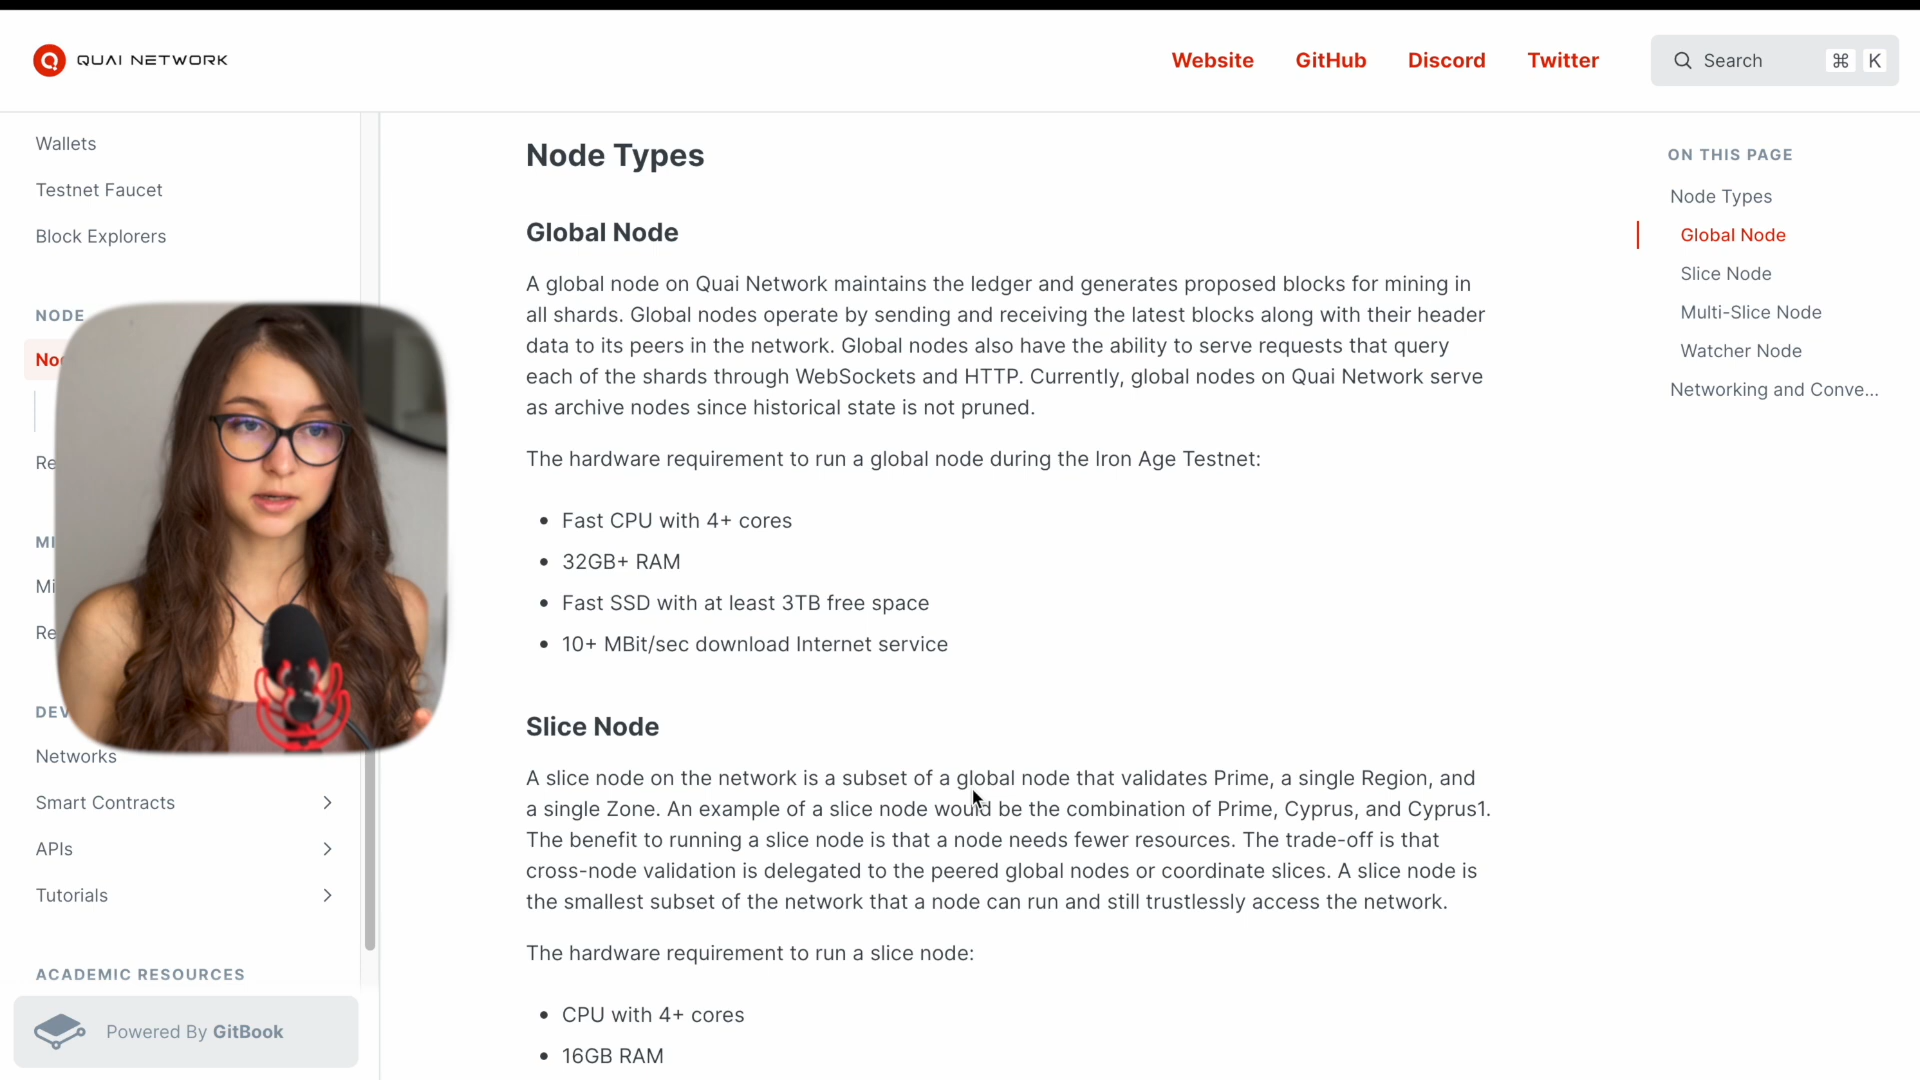 QUAI NETWORK
Website
GitHub
Discord
Twitter
Search
⌘ K
Wallets
Testnet Faucet
Block Explorers
NODE
Networks
Smart Contracts
APIs
Tutorials
ACADEMIC RESOURCES
Powered By GitBook
Node Types
Global Node
A global node on Quai Network maintains the ledger and generates proposed blocks for mining in
all shards. Global nodes operate by sending and receiving the latest blocks along with their header
data to its peers in the network. Global nodes also have the ability to serve requests that query
each of the shards through WebSockets and HTTP. Currently, global nodes on Quai Network serve
as archive nodes since historical state is not pruned.
The hardware requirement to run a global node during the Iron Age Testnet:
• Fast CPU with 4+ cores
• 32GB+ RAM
• Fast SSD with at least 3TB free space
• 10+ MBit/sec download Internet service
Slice Node
A slice node on the network is a subset of a global node that validates Prime, a single Region, and
a single Zone. An example of a slice node would be the combination of Prime, Cyprus, and Cyprus1.
The benefit to running a slice node is that a node needs fewer resources. The trade-off is that
cross-node validation is delegated to the peered global nodes or coordinate slices. A slice node is
the smallest subset of the network that a node can run and still trustlessly access the network.
The hardware requirement to run a slice node:
• CPU with 4+ cores
• 16GB RAM
ON THIS PAGE
Node Types
Global Node
Slice Node
Multi-Slice Node
Watcher Node
Networking and Conve...